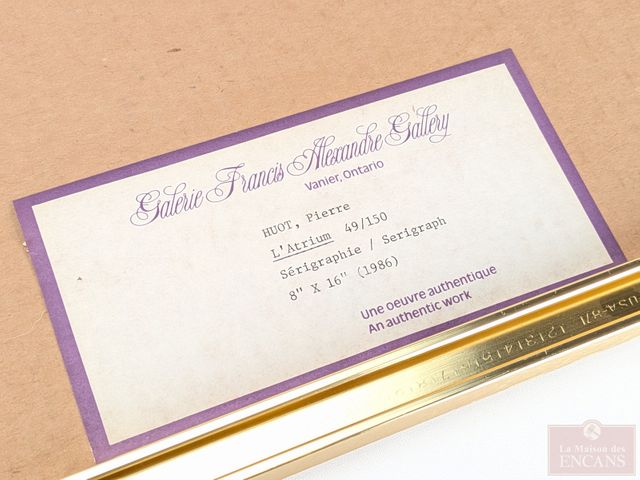 Galerie Francis Alexandre Gallery
Vanier, Ontario
HUOT, Pierre
L'Atrium 49/150
Sérigraphie / Serigraph
8" X 16" (1986)
Une oeuvre authentique
An authentic work
La Maison des
ENCANS